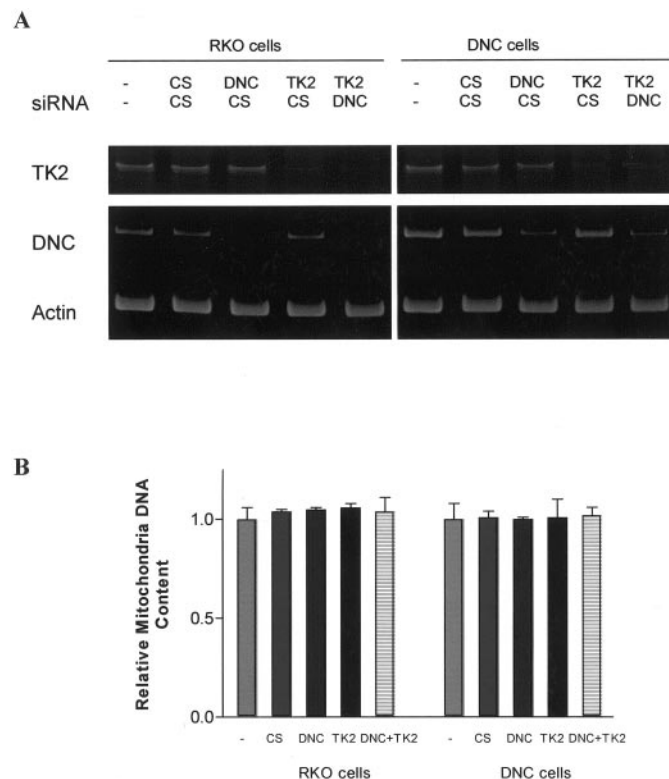 A
RKO cells DNC cells
- CS DNC TK2 TK2 - CS DNC TK2 TK2
siRNA - CS CS CS DNC - CS CS CS DNC
TK2
DNC
Actin
B
Relative Mitochondria DNA
Content
1.0
0.5
0.0
- CS DNC TK2 DNC+TK2 - CS DNC TK2 DNC+TK2
RKO cells DNC cells